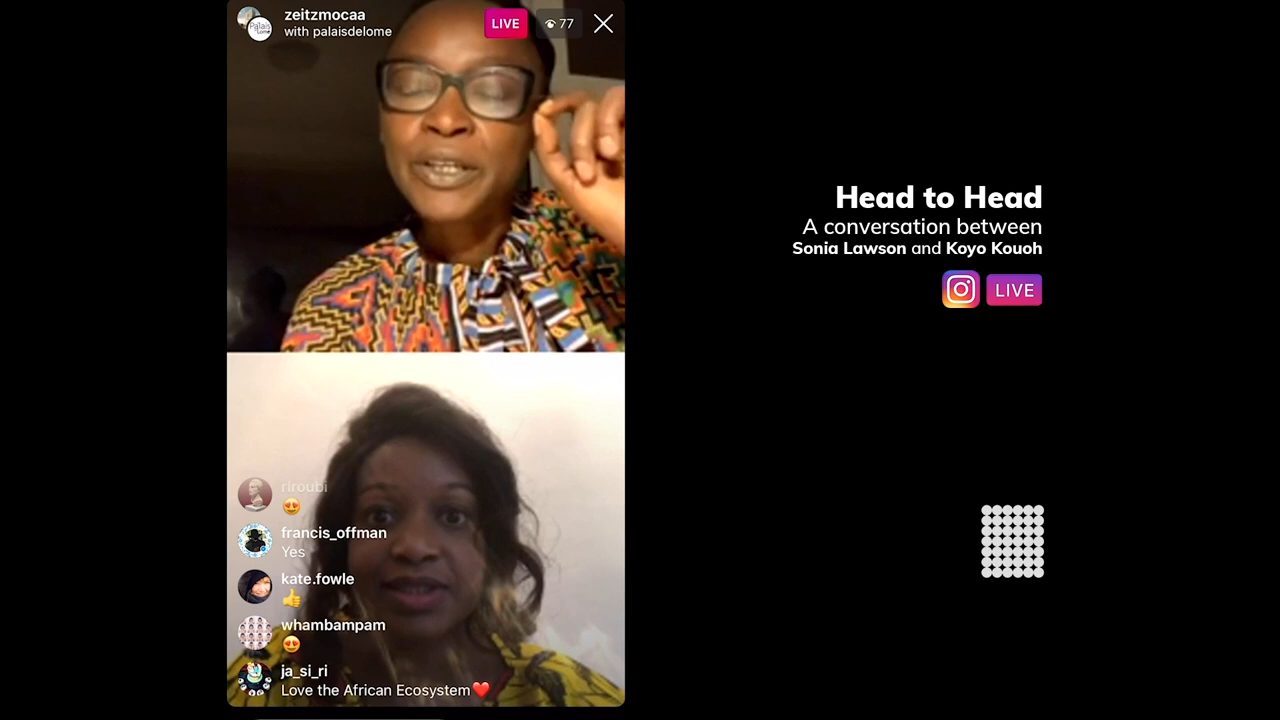 zeitzmocaa
with palaisdelome
LIVE
77
riroubi
😍
francis_offman
Yes
kate.fowle
👍
whambampam
😍
ja_si_ri
Love the African Ecosystem❤️
Head to Head
A conversation between
Sonia Lawson and Koyo Kouoh
LIVE